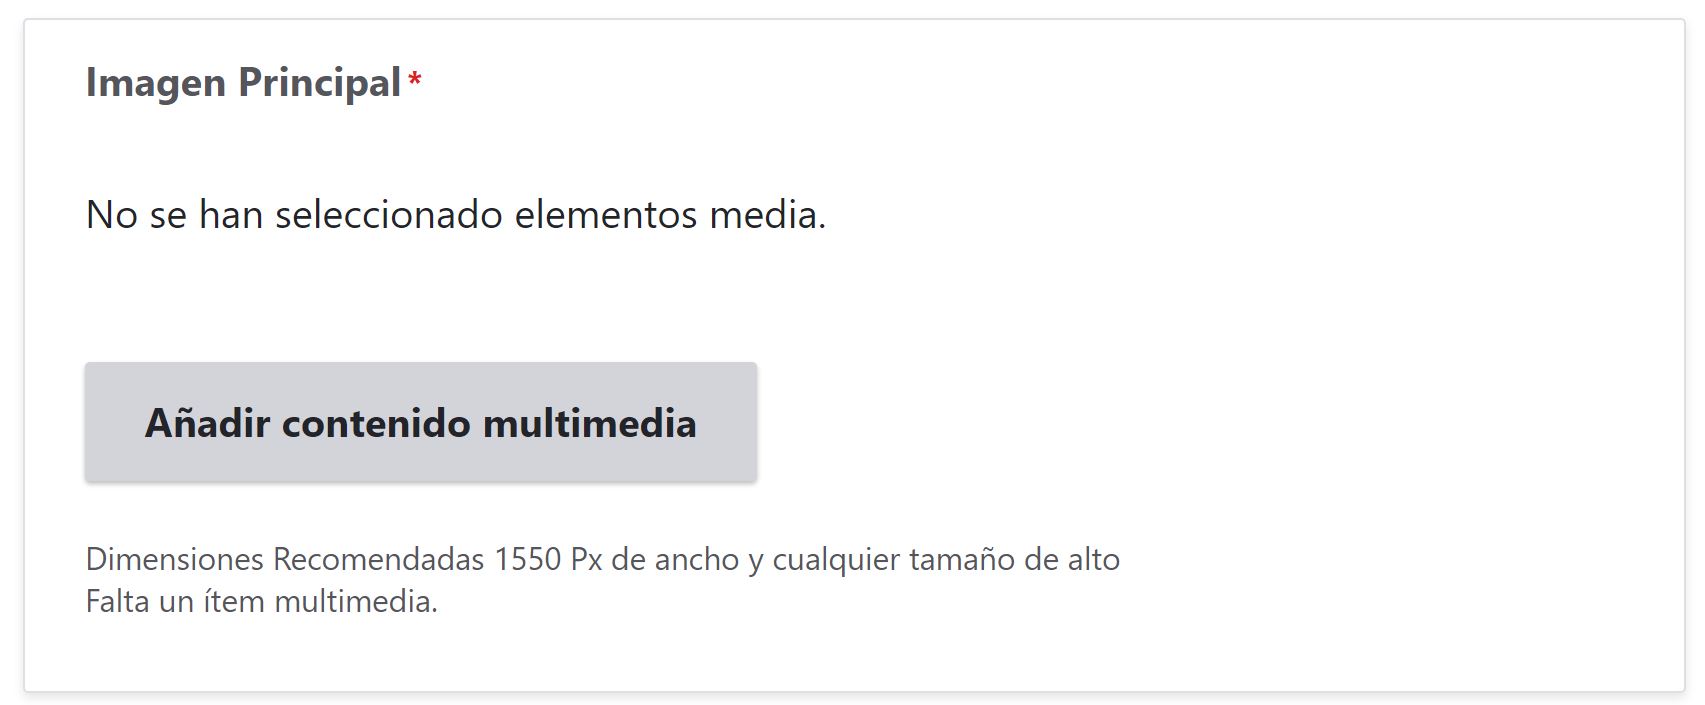 Imagen Principal*
No se han seleccionado elementos media.
Añadir contenido multimedia
Dimensiones Recomendadas 1550 Px de ancho y cualquier tamaño de alto
Falta un ítem multimedia.